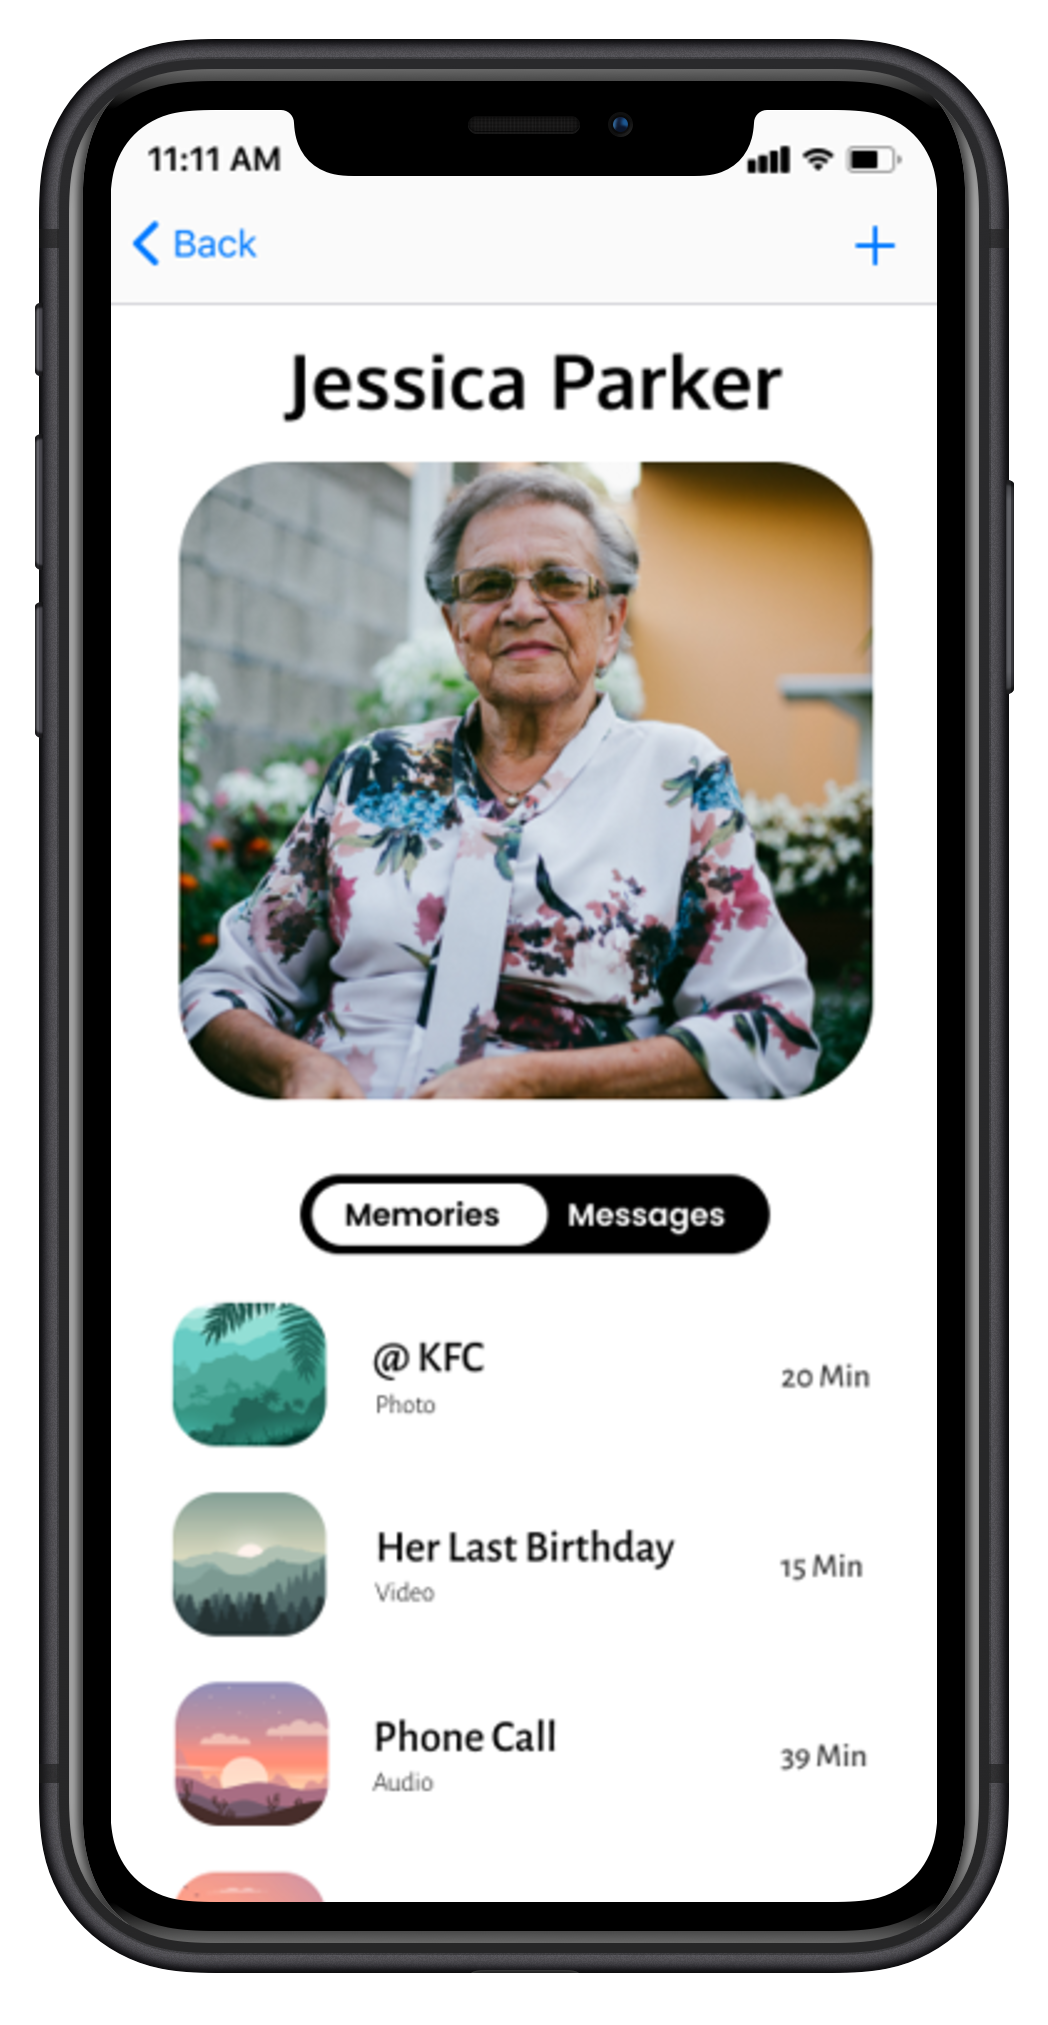 11:11 AM
Back
Jessica Parker
Memories
Messages
@ KFC
Photo
20 Min
Her Last Birthday
Video
15 Min
Phone Call
Audio
39 Min